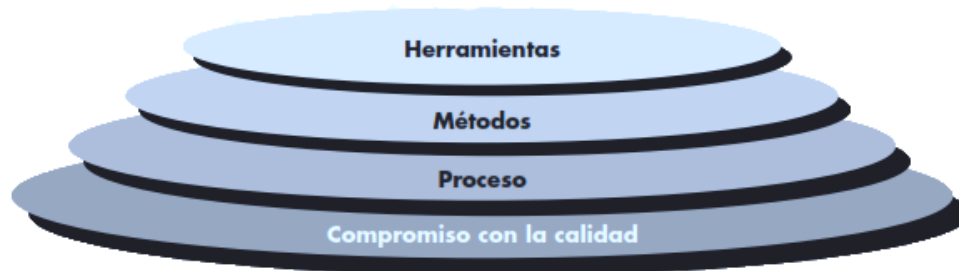 Herramientas
Métodos
Proceso
Compromiso con la calidad